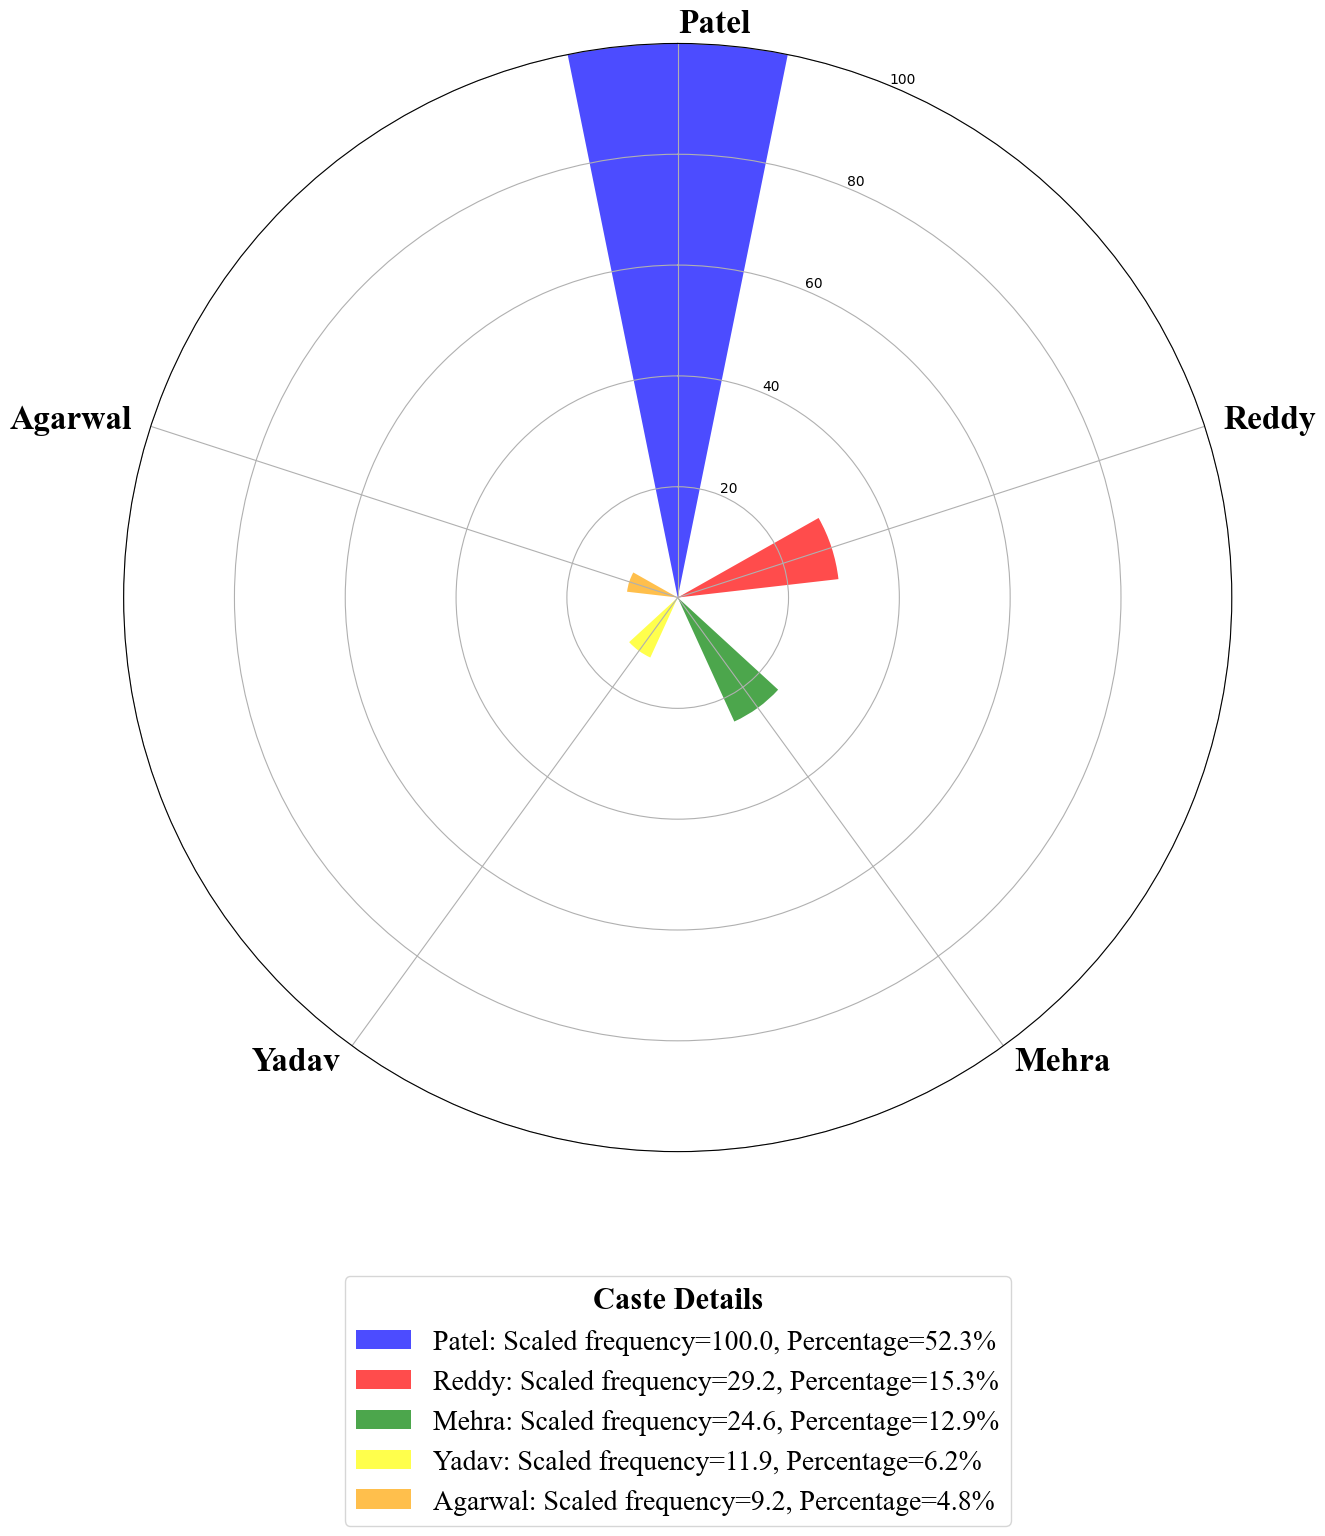 Patel
100
80
60
40
20
Agarwal
Reddy
Yadav
Mehra
Caste Details
Patel: Scaled frequency=100.0, Percentage=52.3%
Reddy: Scaled frequency=29.2, Percentage=15.3%
Mehra: Scaled frequency=24.6, Percentage=12.9%
Yadav: Scaled frequency=11.9, Percentage=6.2%
Agarwal: Scaled frequency=9.2, Percentage=4.8%